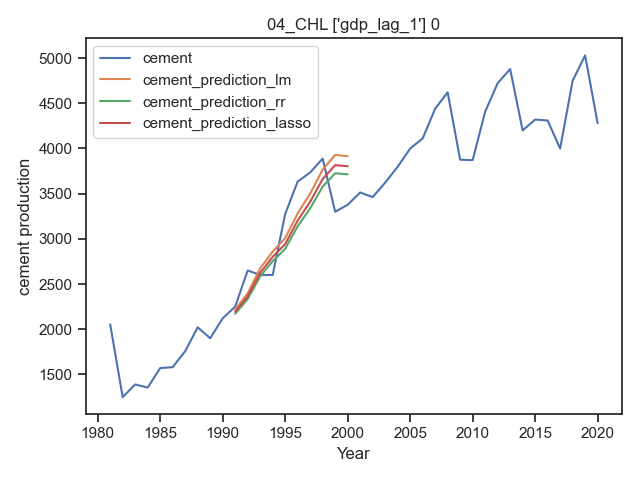 04_CHL ['gdp_lag_1'] 0
cement
cement_prediction_lm
cement_prediction_rr
cement_prediction_lasso
cement production
5000
4500
4000
3500
3000
2500
2000
1500
1980 1985 1990 1995 2000 2005 2010 2015 2020
Year